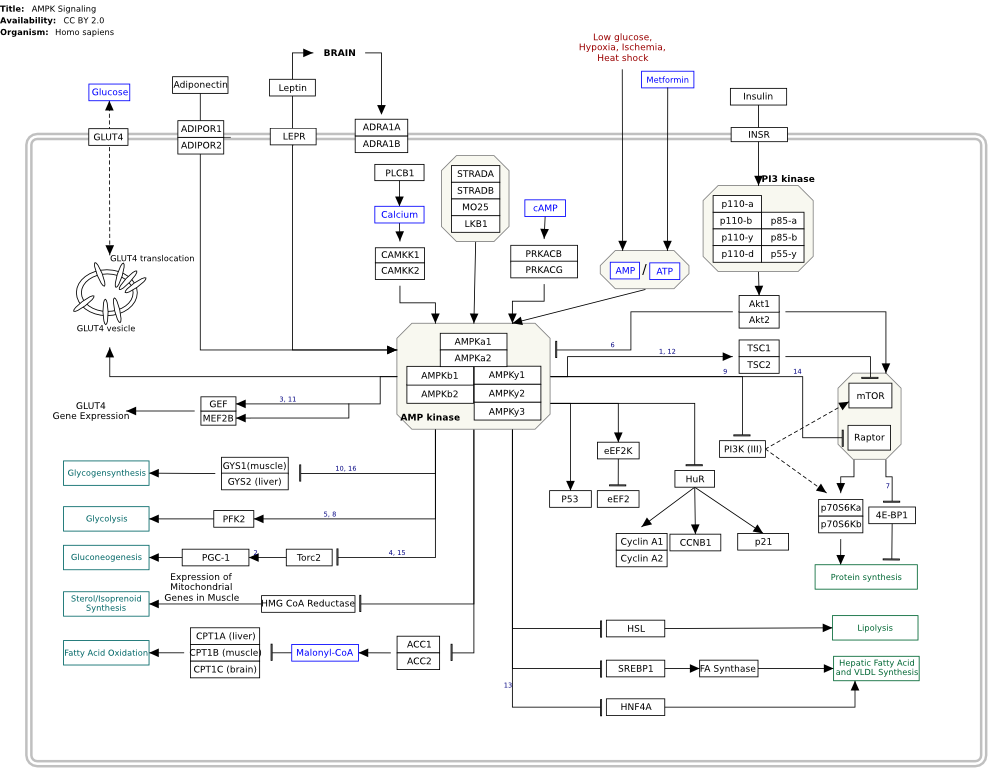 Title: AMPK Signaling
Availability: CC BY 2.0
Organism: Homo sapiens
Low glucose,
Hypoxia, Ischemia,
Heat shock
BRAIN
Metformin
Glucose
Adiponectin
Leptin
Insulin
GLUT4
ADIPOR1
ADIPOR2
LEPR
ADRA1A
ADRA1B
INSR
PLCB1
Calcium
CAMKK1
CAMKK2
STRADA
STRADB
MO25
LKB1
cAMP
PRKACB
PRKACG
AMP / ATP
PI3 kinase
p110-a
p110-b p85-a
p110-y p85-b
p110-d p55-y
GLUT4 translocation
GLUT4 vesicle
Akt1
Akt2
6
TSC1
TSC2
1, 12
9
14
AMPKa1
AMPKa2
AMPKb1
AMPKb2
AMPKy1
AMPKy2
AMPKy3
AMP kinase
mTOR
Raptor
GLUT4
Gene Expression
GEF
MEF2B
3, 11
PI3K (III)
eEF2K
eEF2
P53
HuR
Cyclin A1
Cyclin A2
CCNB1
p21
p70S6Ka
p70S6Kb
7
4E-BP1
Protein synthesis
Glycogensynthesis
GYS1(muscle)
GYS2 (liver)
10, 16
Glycolysis
PFK2
5, 8
Gluconeogenesis
PGC-1
2
Torc2
4, 15
Expression of
Mitochondrial
Genes in Muscle
Sterol/Isoprenoid
Synthesis
HMG CoA Reductase
Fatty Acid Oxidation
CPT1A (liver)
CPT1B (muscle)
CPT1C (brain)
Malonyl-CoA
ACC1
ACC2
HSL
Lipolysis
SREBP1
FA Synthase
Hepatic Fatty Acid
and VLDL Synthesis
13
HNF4A